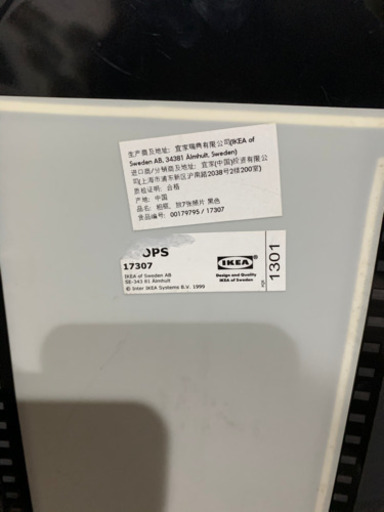 生产商及地址: 宜家瑞典有限公司(IKEA of
Sweden AB, 34381 Älmhult, Sweden)
进口商/分销商及地址: 宜家(中国)投资有限公
司(上海市浦东新区沪南路2038号2楼200室)
质检证明: 合格
产地: 中国
品名: 相框, 放7张照片 黑色
货品编号: 00179795 / 17307
OPS
17307
IKEA of Sweden AB
SE-343 81 Älmhult
© Inter IKEA Systems B.V. 1999
IKEA
Design and Quality
IKEA of Sweden
1301